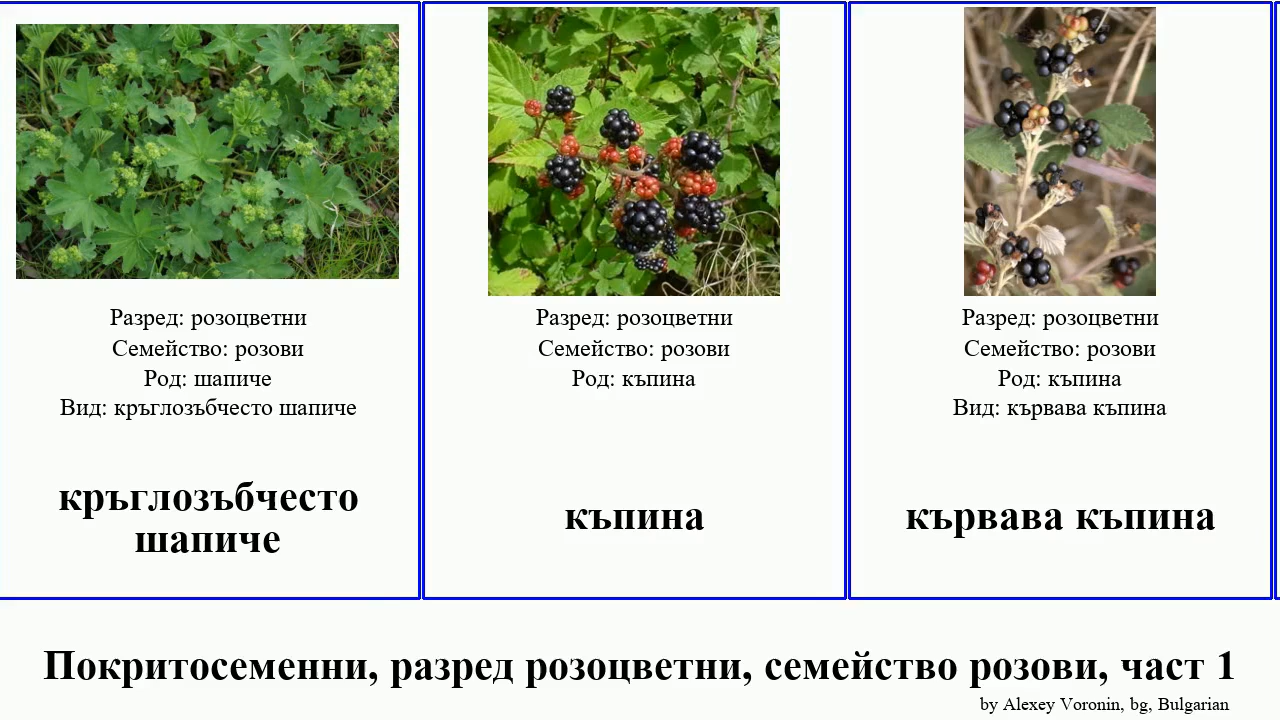 Разред: розоцветни
Семейство: розови
Род: шапиче
Вид: кръглозъбчесто шапиче
кръглозъбчесто
шапиче
Разред: розоцветни
Семейство: розови
Род: къпина
къпина
Разред: розоцветни
Семейство: розови
Род: къпина
Вид: кървава къпина
кървава къпина
Покритосеменни, разред розоцветни, семейство розови, част 1
by Alexey Voronin, bg, Bulgarian